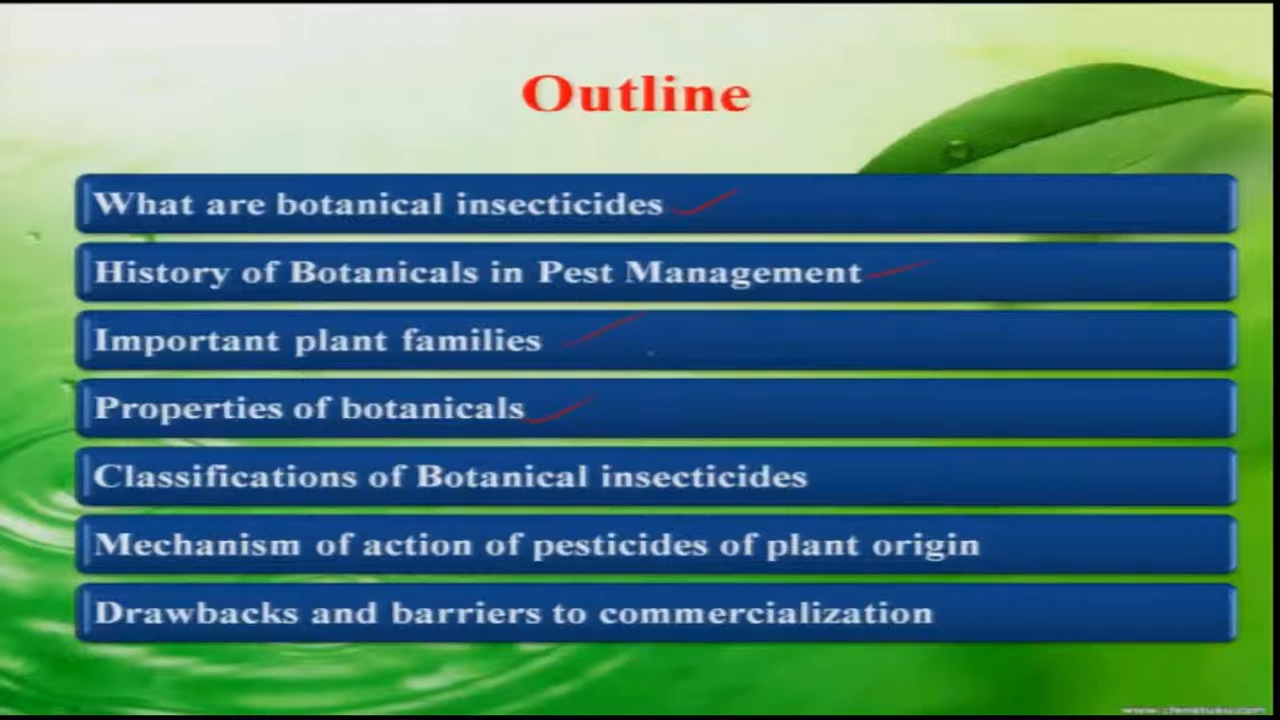 Outline
What are botanical insecticides
History of Botanicals in Pest Management
Important plant families
Properties of botanicals
Classifications of Botanical insecticides
Mechanism of action of pesticides of plant origin
Drawbacks and barriers to commercialization